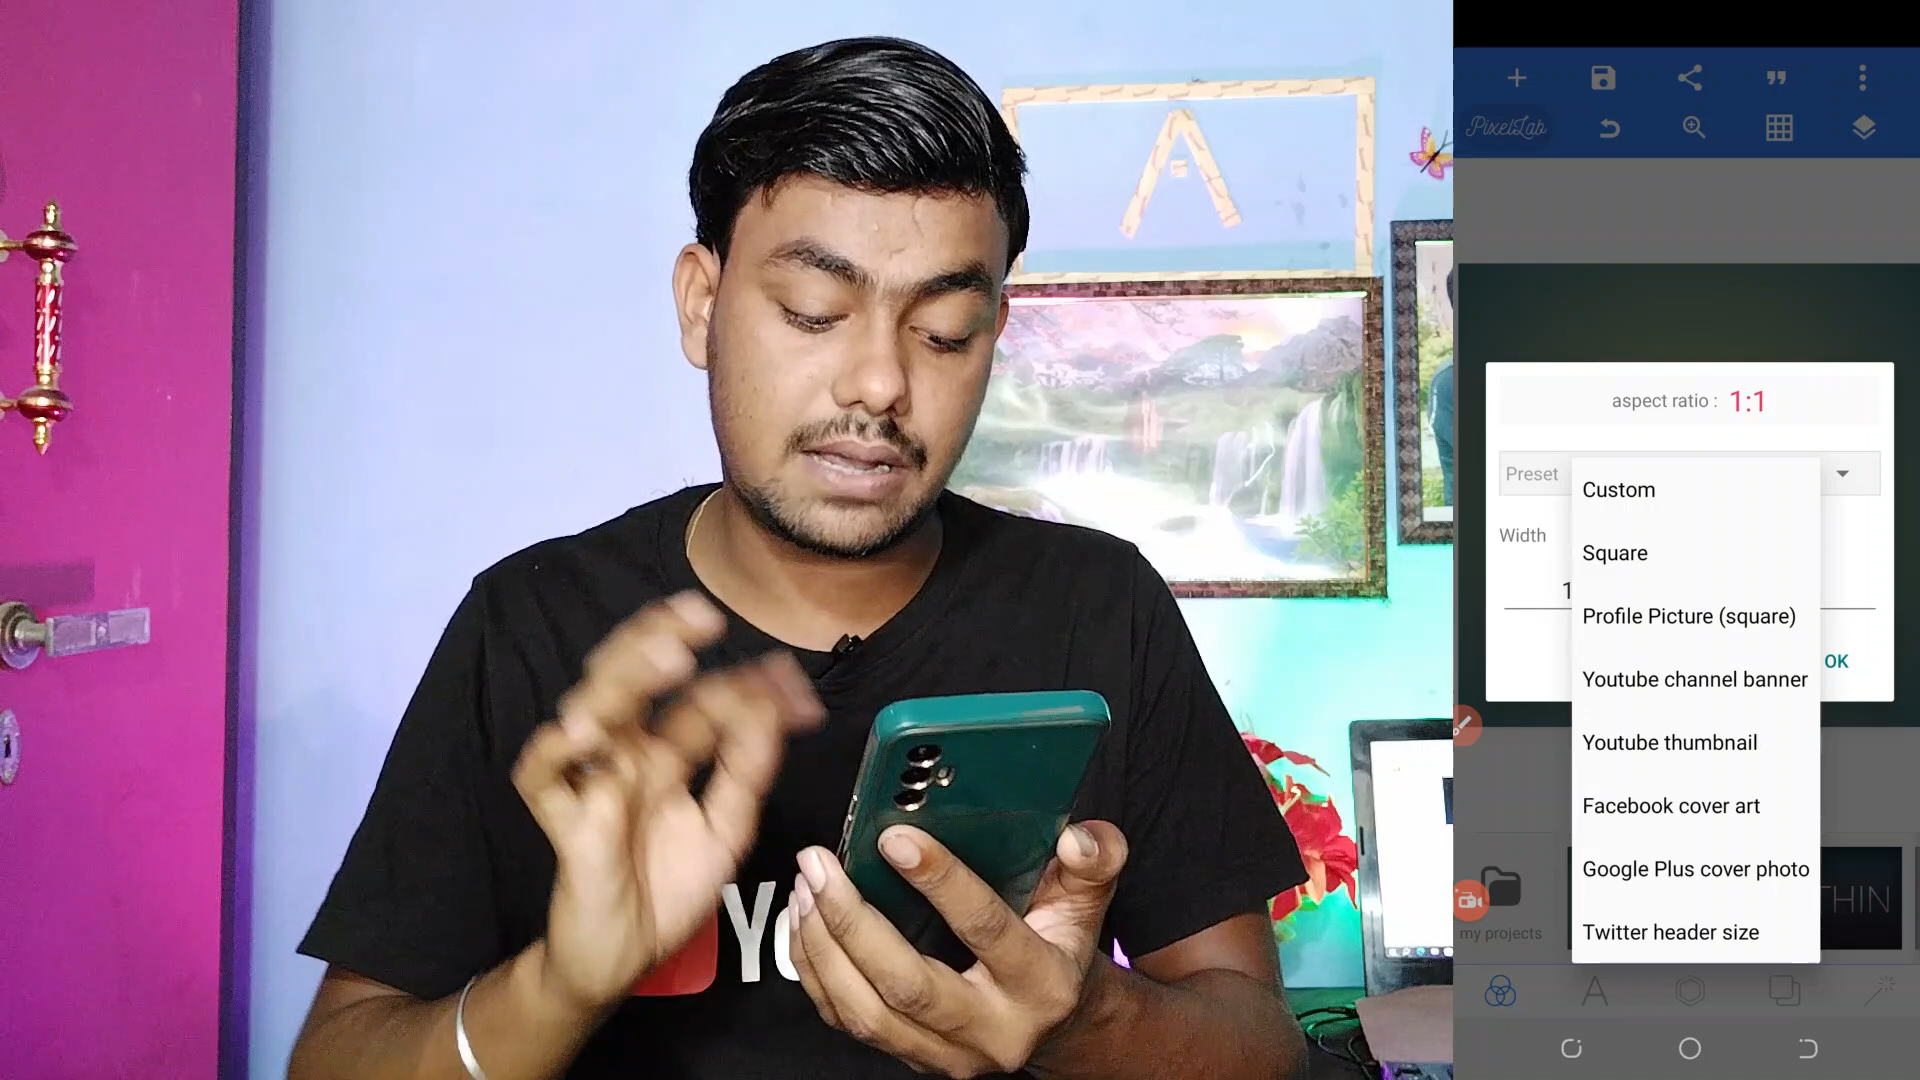 A
PixelLab
aspect ratio : 1:1
Preset
Custom
Width
Square
1
Profile Picture (square)
OK
Youtube channel banner
Youtube thumbnail
Facebook cover art
Google Plus cover photo
THIN
my projects
Twitter header size
A
Yo